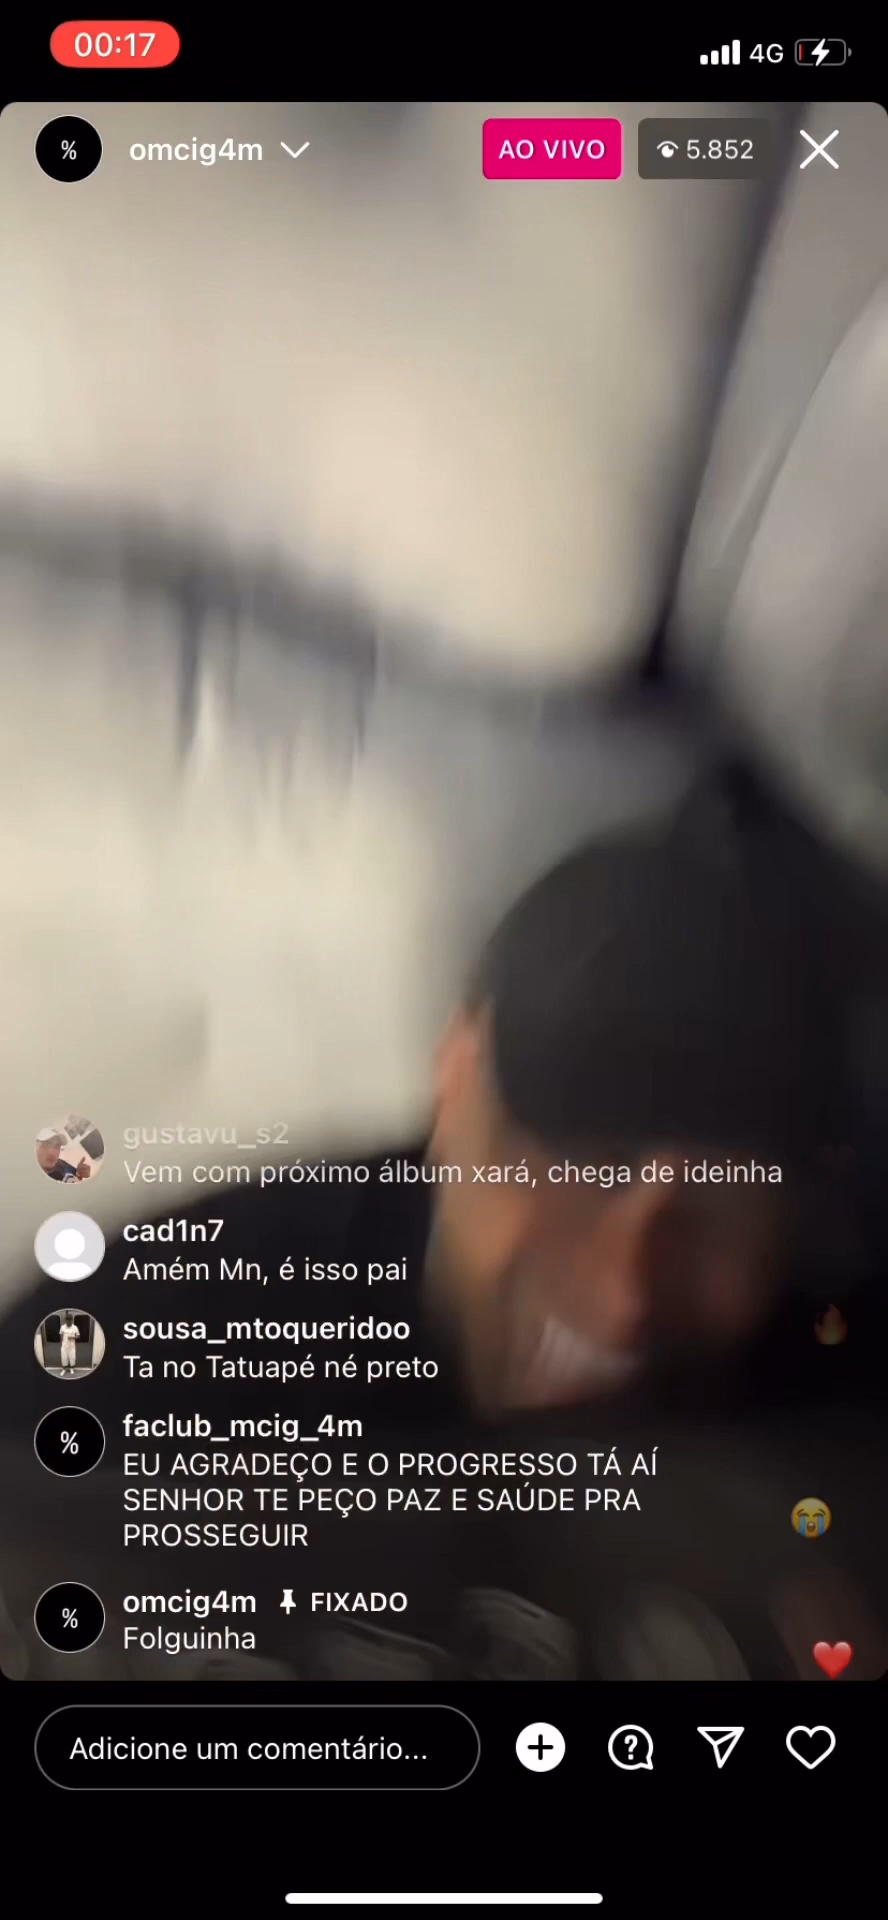 00:17
4G
%
omcig4m
AO VIVO
5.852
gustavu_s2
Vem com próximo álbum xará, chega de ideinha
cad1n7
Amém Mn, é isso pai
sousa_mtoqueridoo
Ta no Tatuapé né preto
faclub_mcig_4m
%
EU AGRADEÇO E O PROGRESSO TÁ AÍ
SENHOR TE PEÇO PAZ E SAÚDE PRA
PROSSEGUIR
%
omcig4m FIXADO
Folguinha
Adicione um comentário...